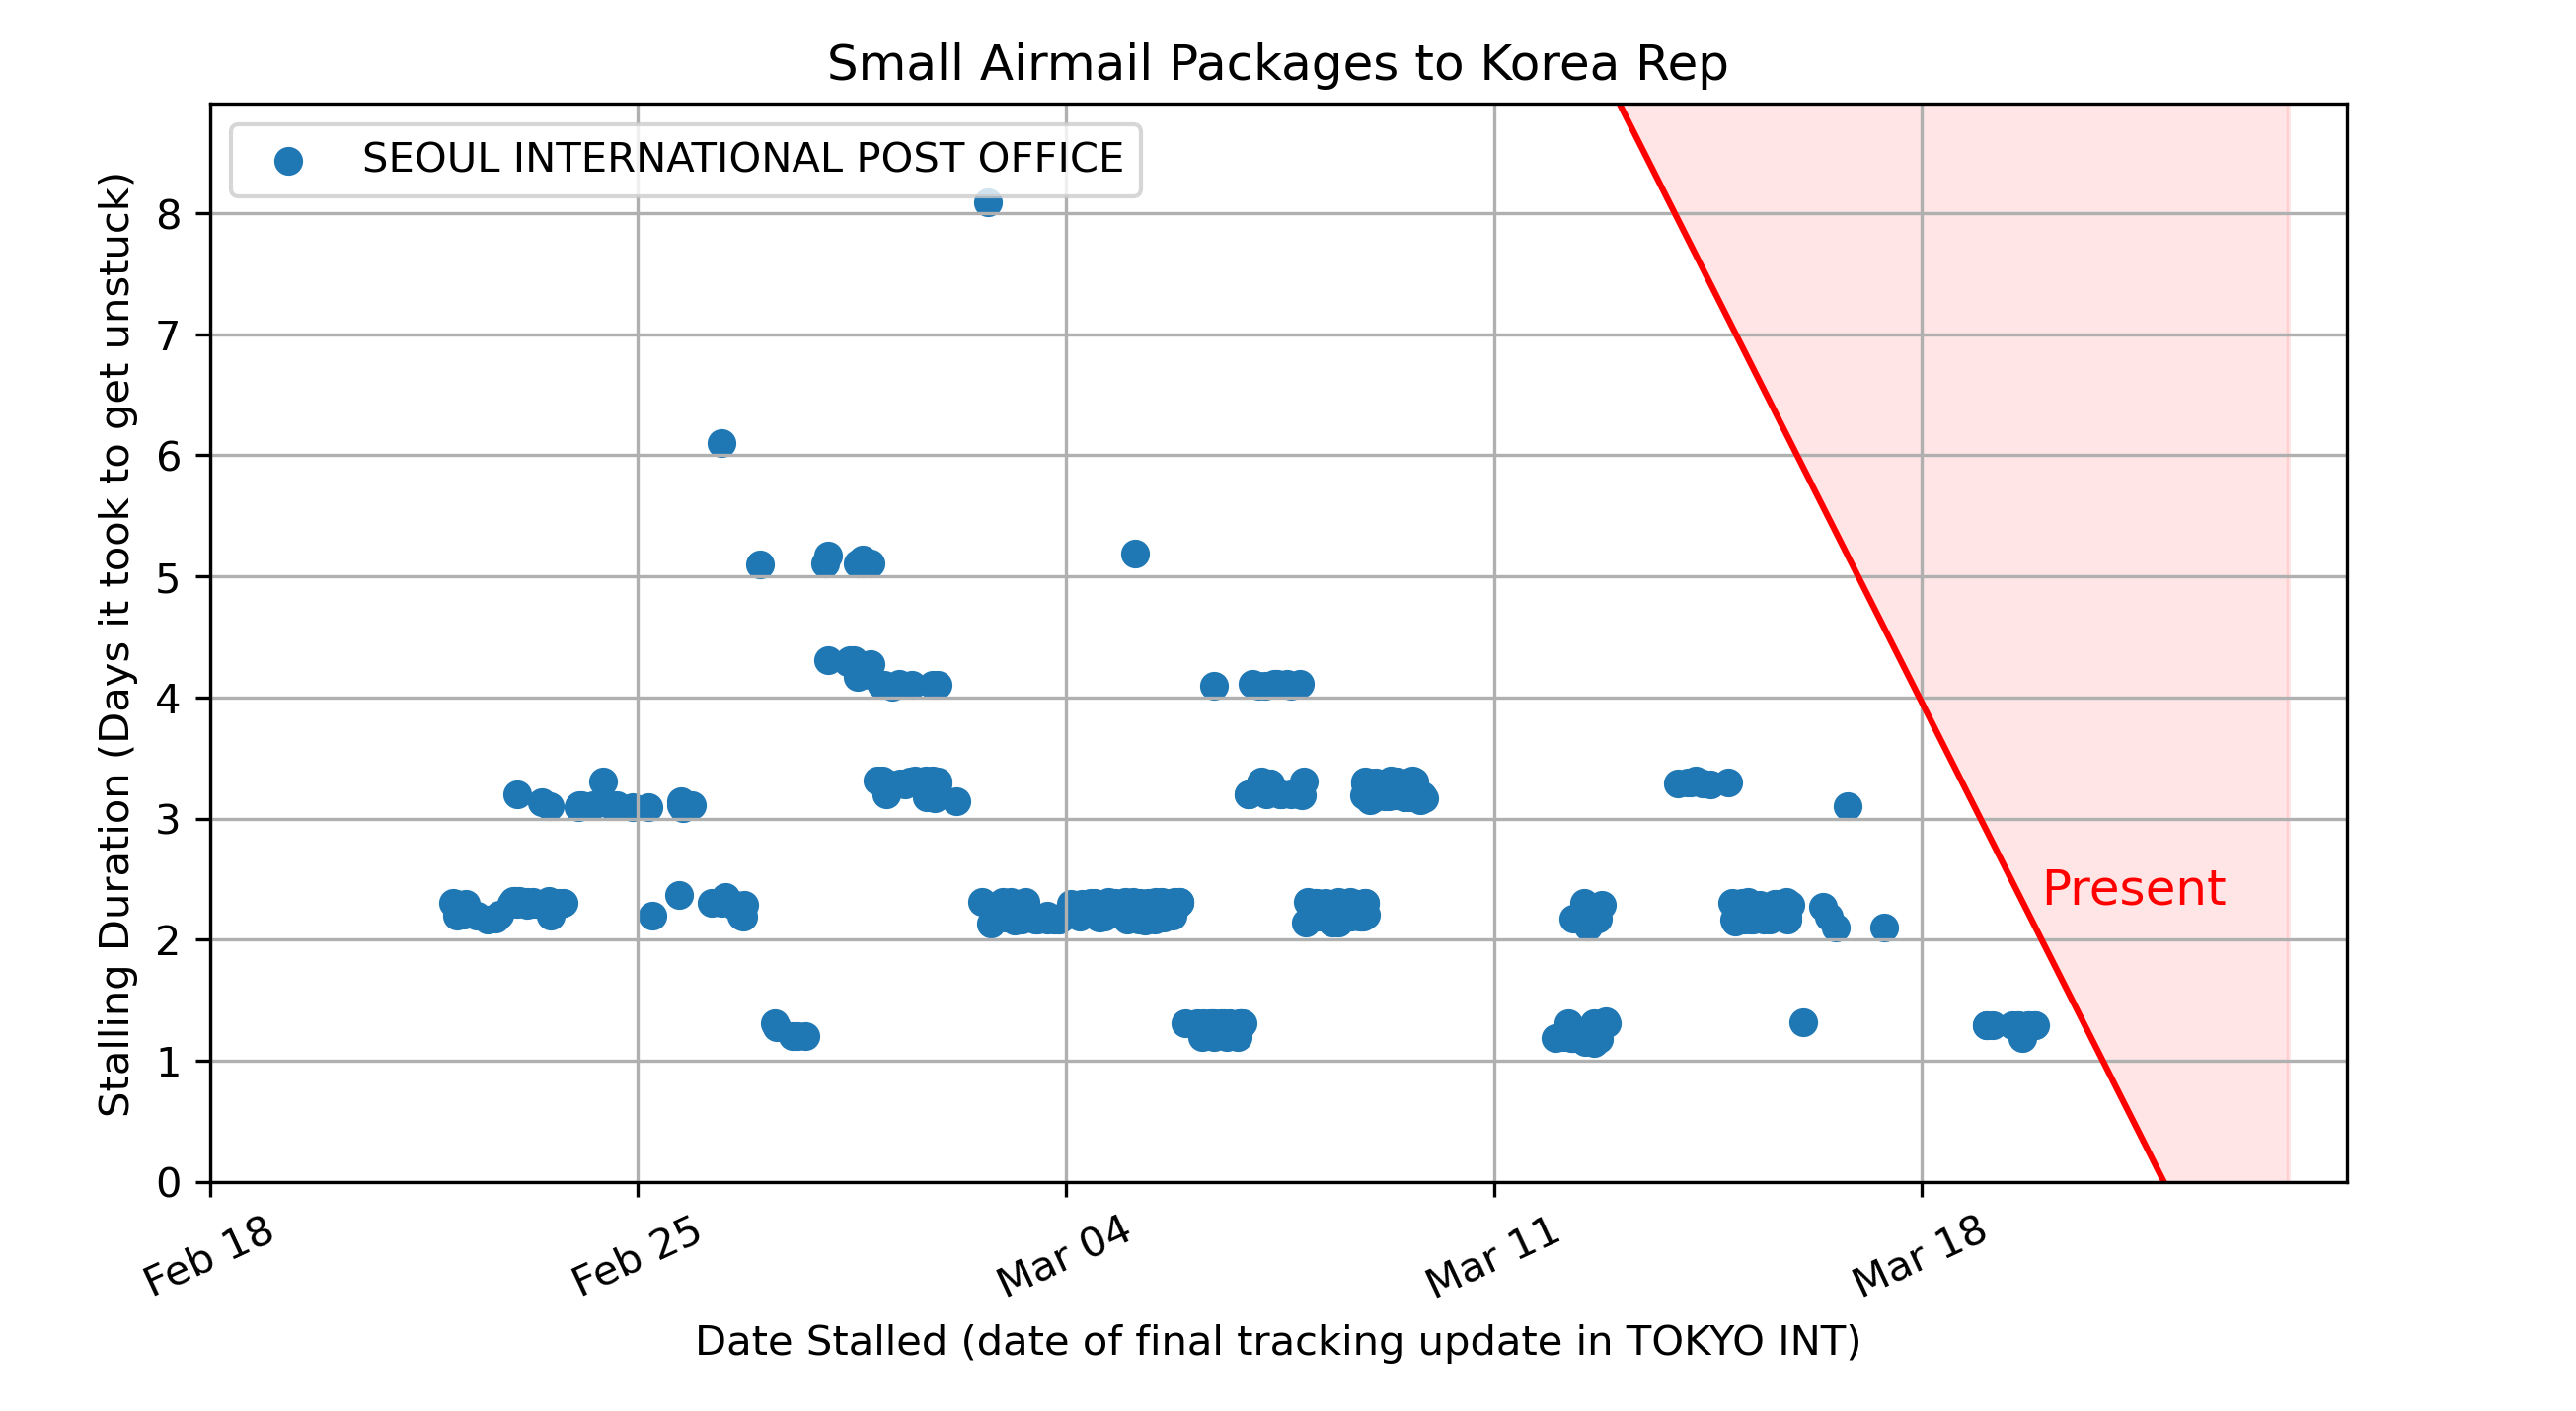 Small Airmail Packages to Korea Rep
SEOUL INTERNATIONAL POST OFFICE
Stalling Duration (Days it took to get unstuck)
8
7
6
5
4
3
2
1
0
Present
Feb 18
Feb 25
Mar 04
Mar 11
Mar 18
Date Stalled (date of final tracking update in TOKYO INT)